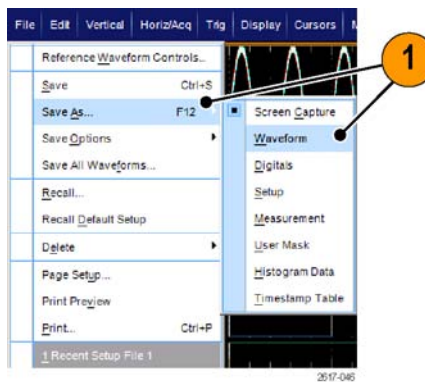 File Edit Vertical Horiz/Acq Trig Display Cursors
Reference Waveform Controls...
Save Ctrl+S
Save As... F12
Save Options
Save All Waveforms...
Recall...
Recall Default Setup
Delete
Page Setup...
Print Preview
Print... Ctrl+P
1 Recent Setup File 1
Screen Capture
Waveform
Digitals
Setup
Measurement
User Mask
Histogram Data
Timestamp Table
1
2617-046